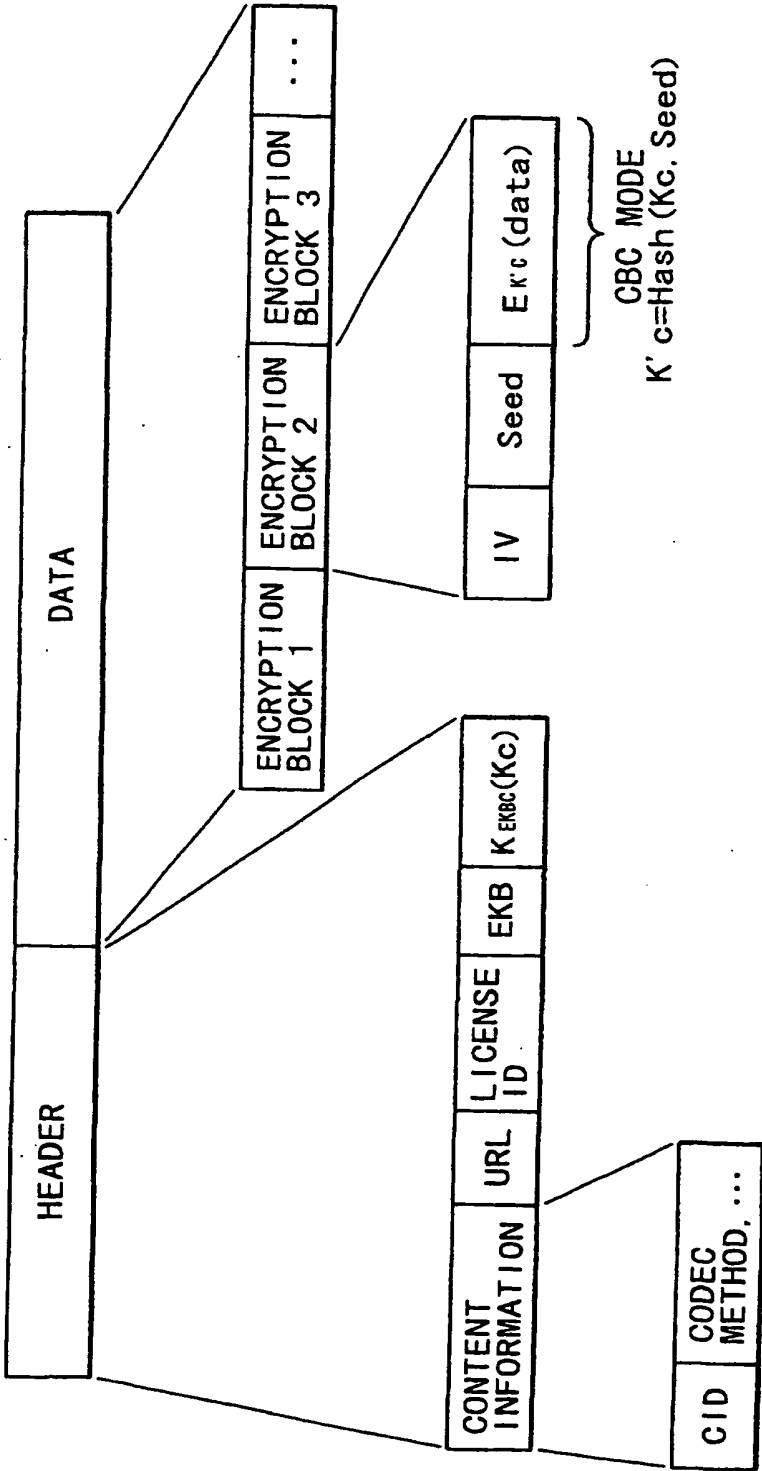 HEADER
DATA
ENCRYPTION
BLOCK 1
ENCRYPTION
BLOCK 2
ENCRYPTION
BLOCK 3
...
CONTENT
INFORMATION
URL
LICENSE
ID
EKB
KEKBC(Kc)
IV
Seed
EK'C(data)
CBC MODE
K'c=Hash(Kc, Seed)
CID
CODEC
METHOD, ...